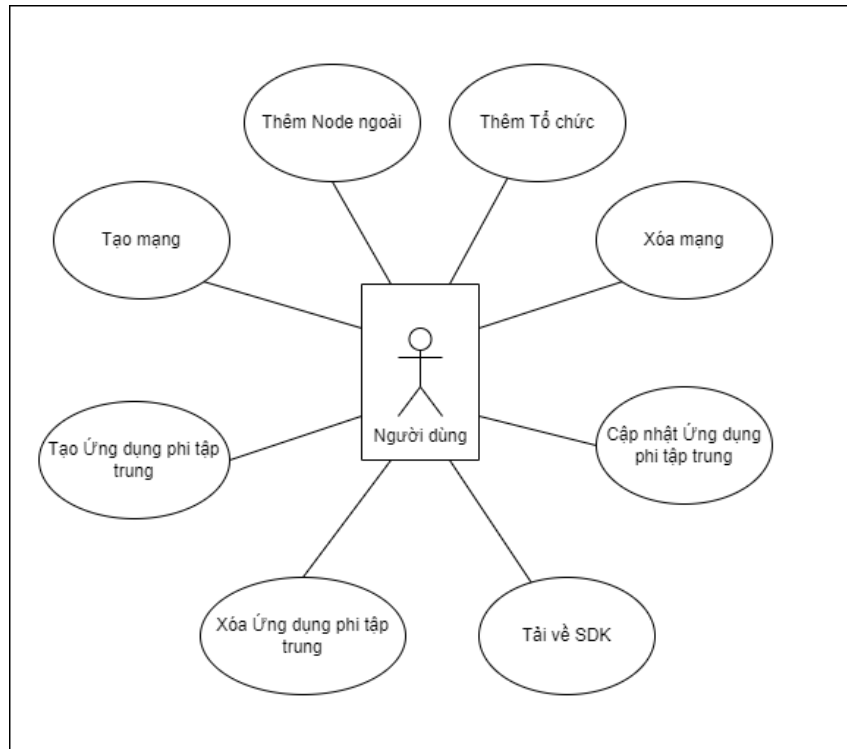 Thêm Node ngoài
Thêm Tổ chức
Tạo mạng
Xóa mạng
Người dùng
Tạo Ứng dụng phi tập
trung
Cập nhật Ứng dụng
phi tập trung
Xóa Ứng dụng phi tập
trung
Tải về SDK